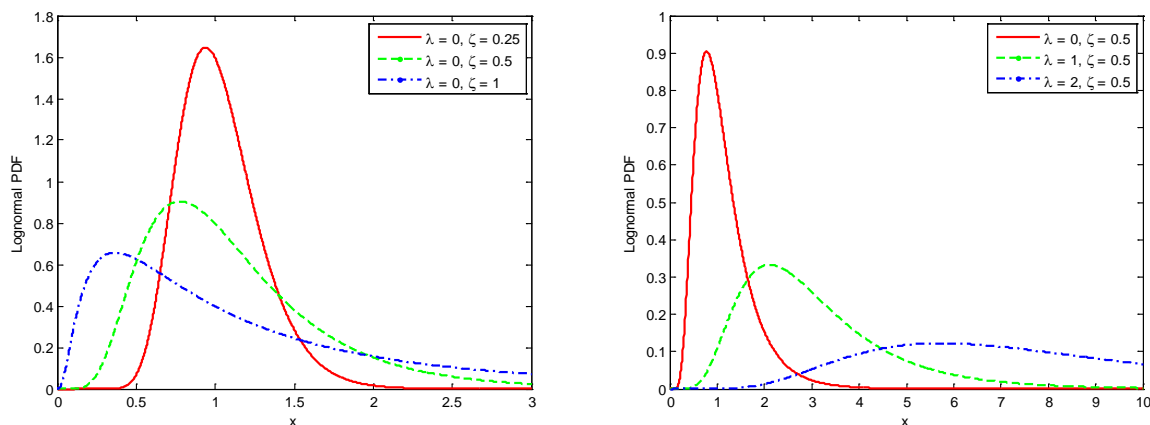 1.8
1.6
1.4
1.2
1
0.8
0.6
0.4
0.2
0
Lognormal PDF
λ = 0, ζ = 0.25
λ = 0, ζ = 0.5
λ = 0, ζ = 1
0 0.5 1 1.5 2 2.5 3
x
1
0.9
0.8
0.7
0.6
0.5
0.4
0.3
0.2
0.1
0
Lognormal PDF
λ = 0, ζ = 0.5
λ = 1, ζ = 0.5
λ = 2, ζ = 0.5
0 1 2 3 4 5 6 7 8 9 10
x